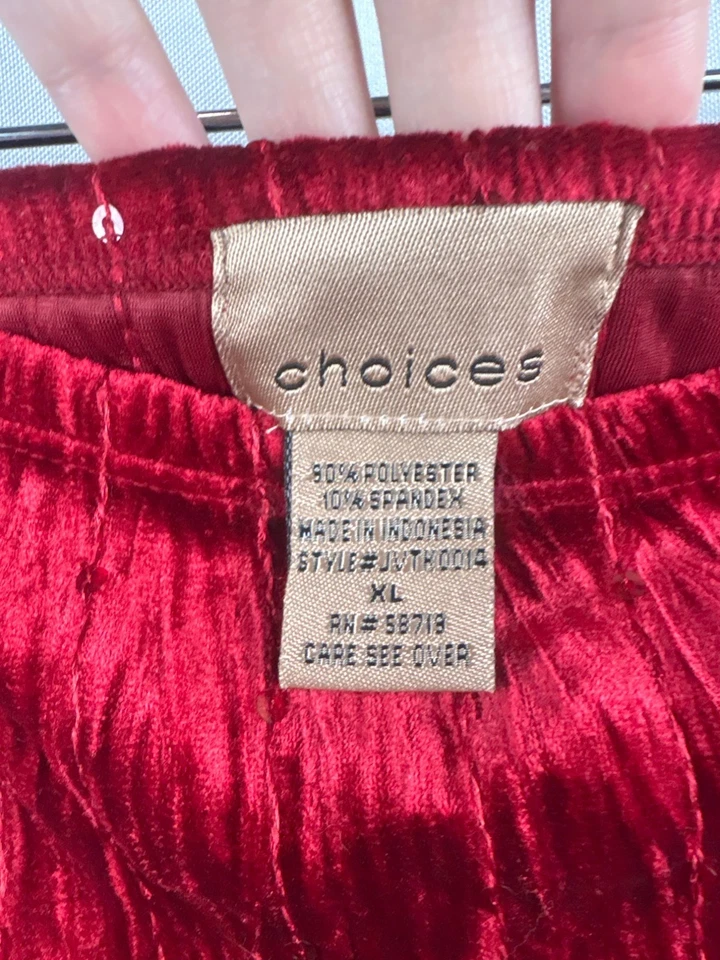 choices
90% POLYESTER
10% SPANDEX
MADE IN INDONESIA
XL
CARE SEE OVER